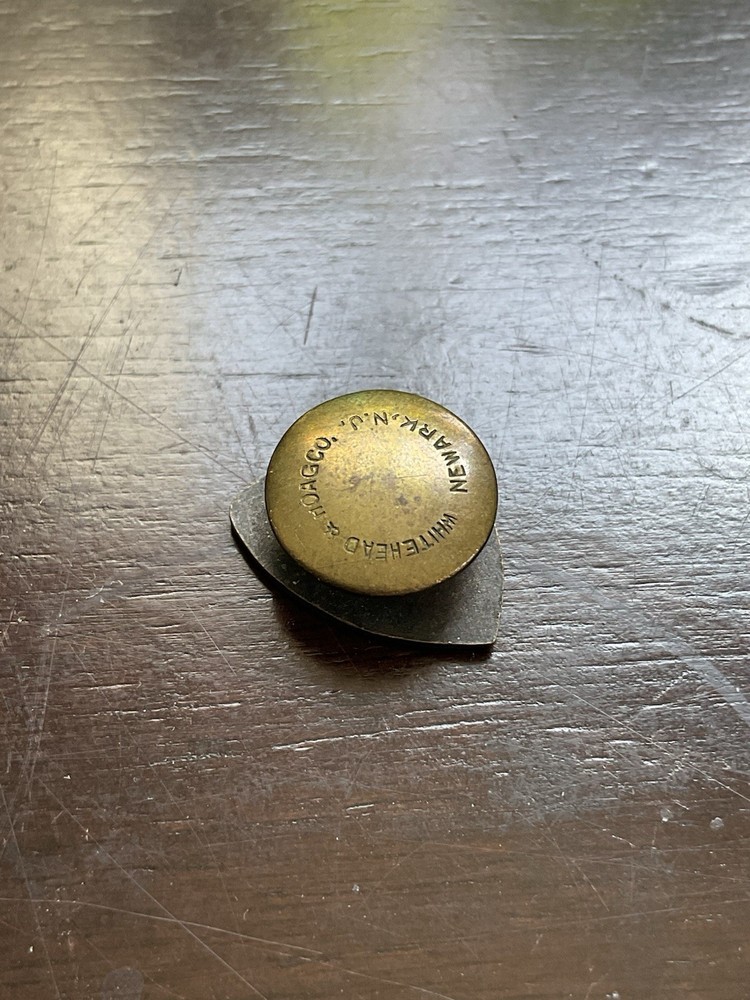 WHITEHEAD & HOAG CO.,
NEWARK, N.J.